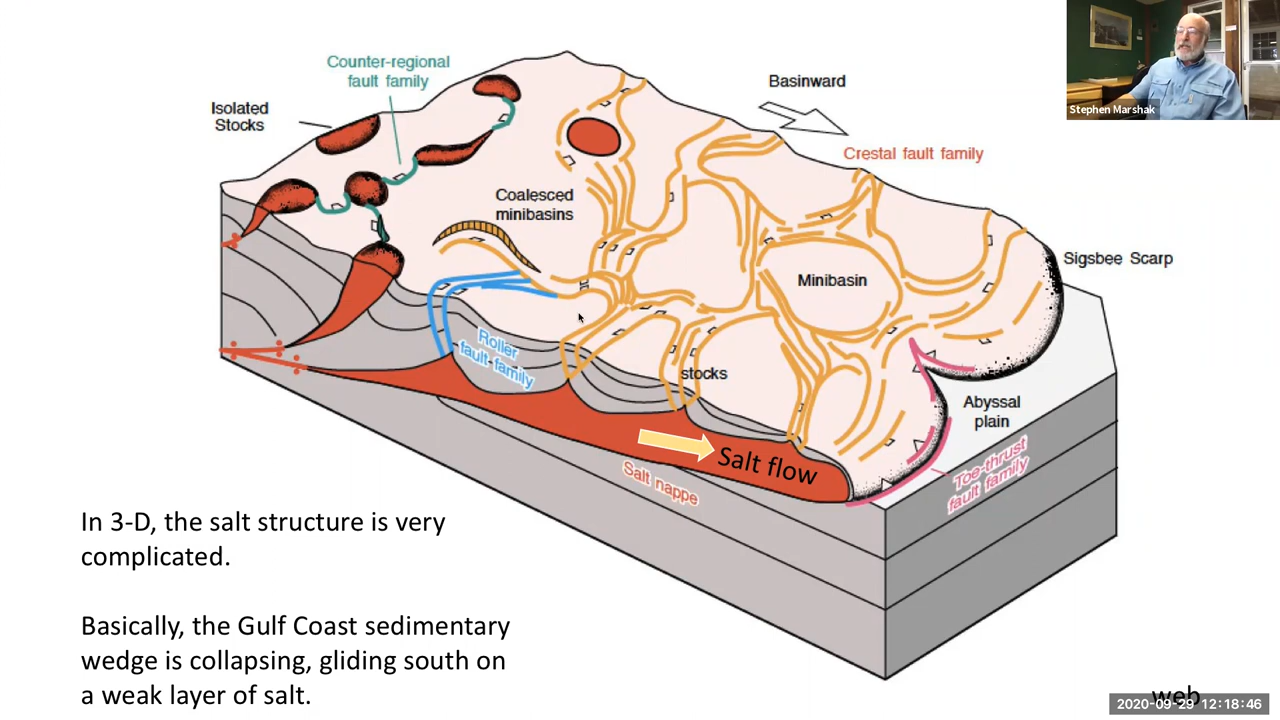 Stephen Marshak
Counter-regional
fault family
Isolated
Stocks
Basinward
Crestal fault family
Coalesced
minibasins
Minibasin
Sigsbee Scarp
Roller
fault family
stocks
Abyssal
plain
Salt flow
Salt nappe
Toe-thrust
fault family
In 3-D, the salt structure is very
complicated.
Basically, the Gulf Coast sedimentary
wedge is collapsing, gliding south on
a weak layer of salt.
web
2020-09-29 12:18:46